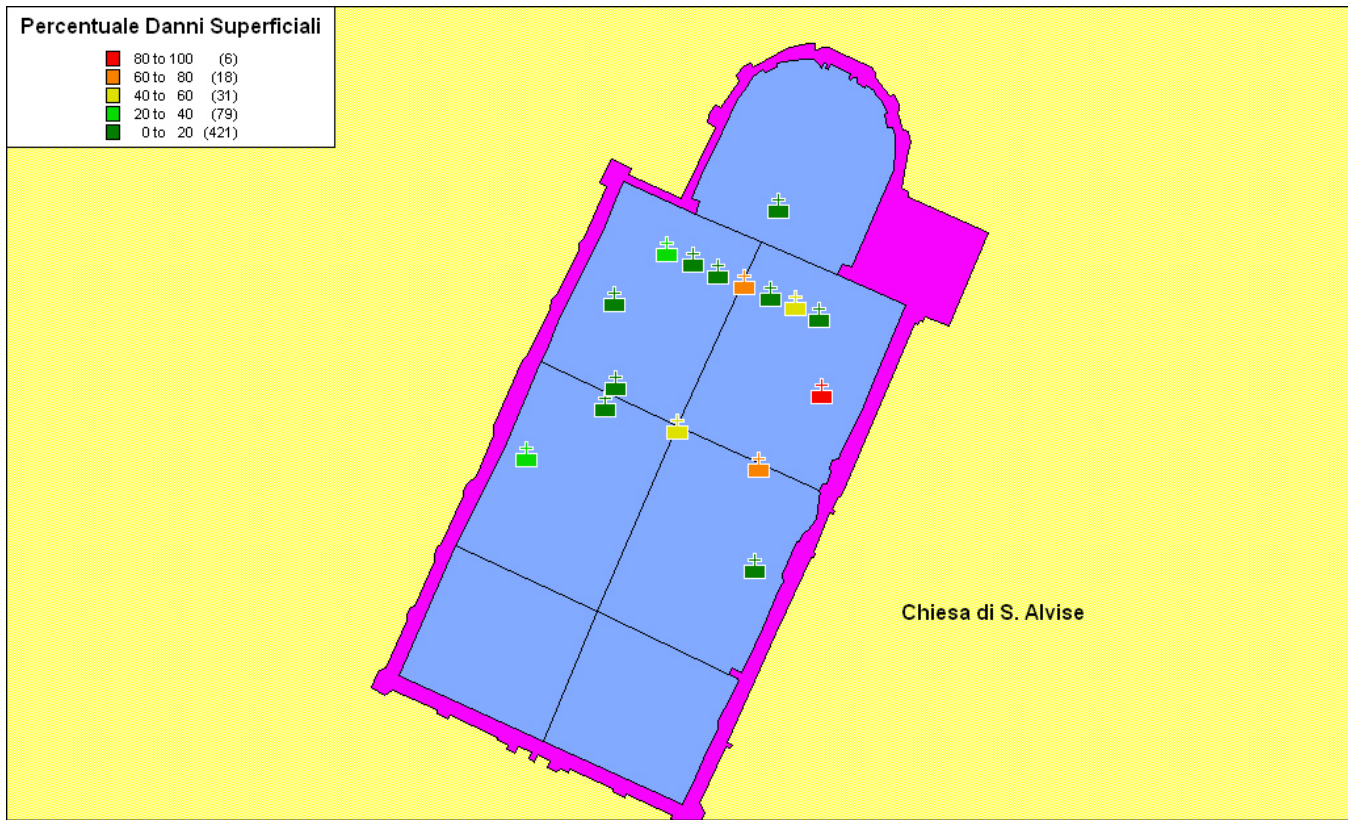 Percentuale Danni Superficiali
80 to 100 (6)
60 to 80 (18)
40 to 60 (31)
20 to 40 (79)
0 to 20 (421)
Chiesa di S. Alvise